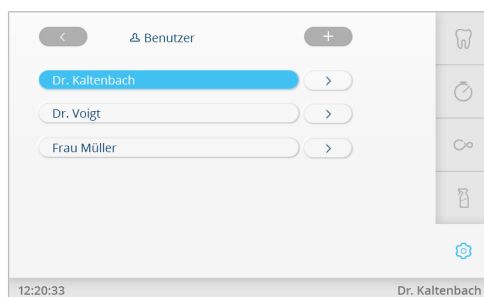 Benutzer
Dr. Kaltenbach
Dr. Voigt
Frau Müller
12:20:33 Dr. Kaltenbach